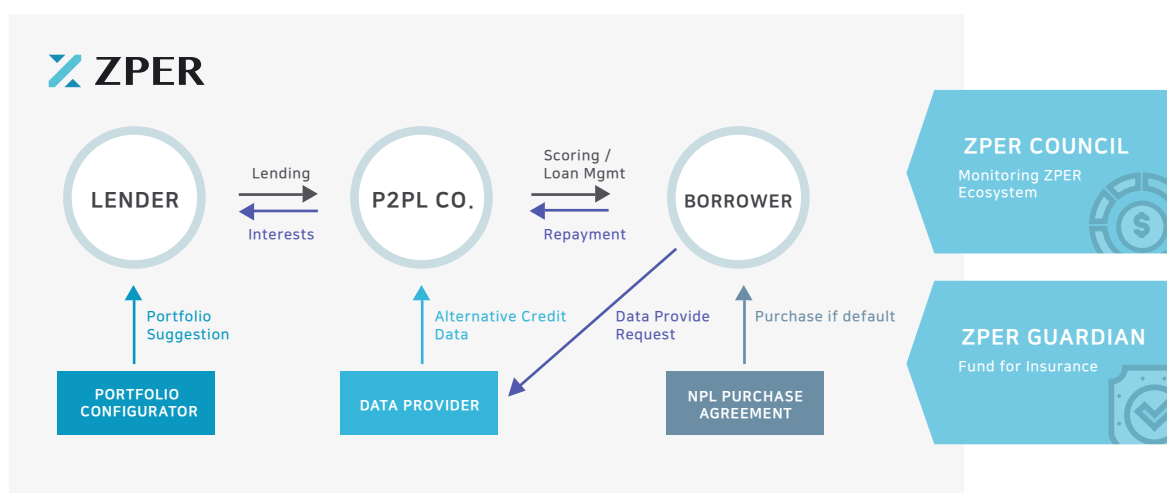 ZPER
LENDER
Lending
Interests
P2PL CO.
Scoring /
Loan Mgmt
Repayment
BORROWER
ZPER COUNCIL
Monitoring ZPER
Ecosystem
Portfolio
Suggestion
Alternative Credit
Data
Data Provide
Request
Purchase if default
ZPER GUARDIAN
Fund for Insurance
PORTFOLIO
CONFIGURATOR
DATA PROVIDER
NPL PURCHASE
AGREEMENT
$